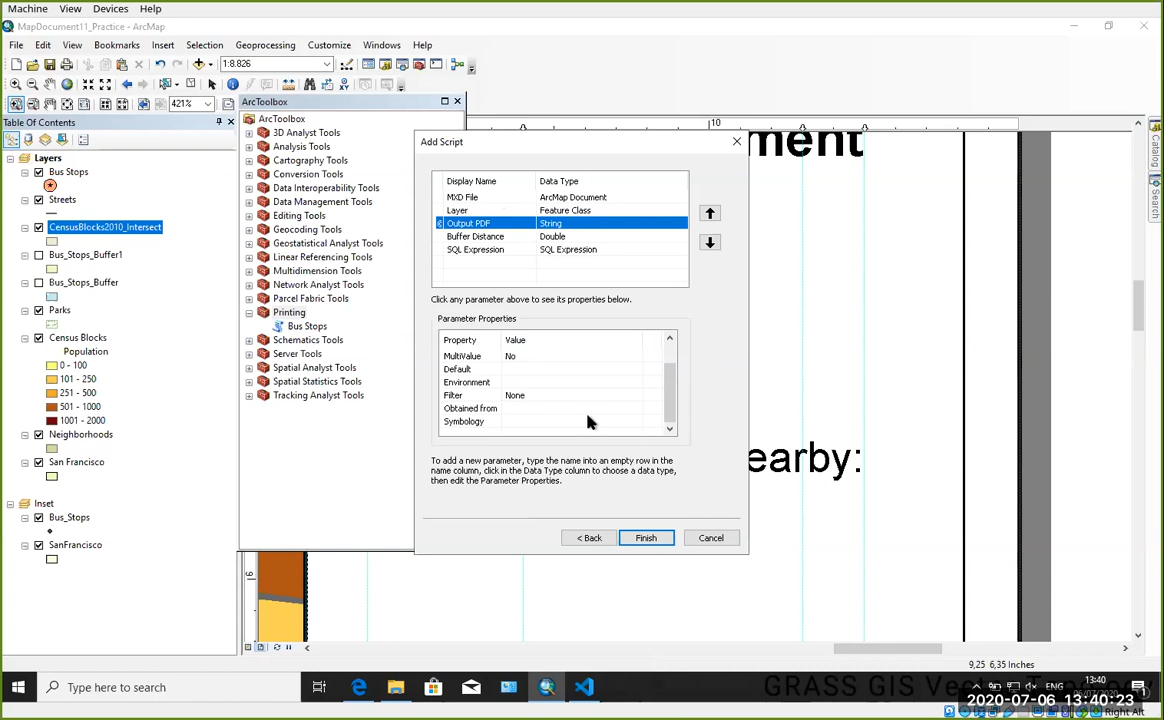 Machine View Devices Help
MapDocument11_Practice - ArcMap
File Edit View Bookmarks Insert Selection Geoprocessing Customize Windows Help
1:8.826
421%
Table Of Contents
Layers
Bus Stops
Streets
CensusBlocks2010_Intersect
Bus_Stops_Buffer1
Bus_Stops_Buffer
Parks
Census Blocks
Population
0 - 100
101 - 250
251 - 500
501 - 1000
1001 - 2000
Neighborhoods
San Francisco
Inset
Bus_Stops
SanFrancisco
ArcToolbox
ArcToolbox
3D Analyst Tools
Analysis Tools
Cartography Tools
Conversion Tools
Data Interoperability Tools
Data Management Tools
Editing Tools
Geocoding Tools
Geostatistical Analyst Tools
Linear Referencing Tools
Multidimension Tools
Network Analyst Tools
Parcel Fabric Tools
Printing
Bus Stops
Schematics Tools
Server Tools
Spatial Analyst Tools
Spatial Statistics Tools
Tracking Analyst Tools
Add Script
Display Name Data Type
MXD File ArcMap Document
Layer Feature Class
Output PDF String
Buffer Distance Double
SQL Expression SQL Expression
Click any parameter above to see its properties below.
Parameter Properties
Property Value
MultiValue No
Default
Environment
Filter None
Obtained from
Symbology
To add a new parameter, type the name into an empty row in the
name column, click in the Data Type column to choose a data type,
then edit the Parameter Properties.
< Back Finish Cancel
10
ment
earby:
Catalog
Search
9,25 6,35 Inches
Type here to search
ENG
13:40
2020-07-06 13:40:23
Right Alt